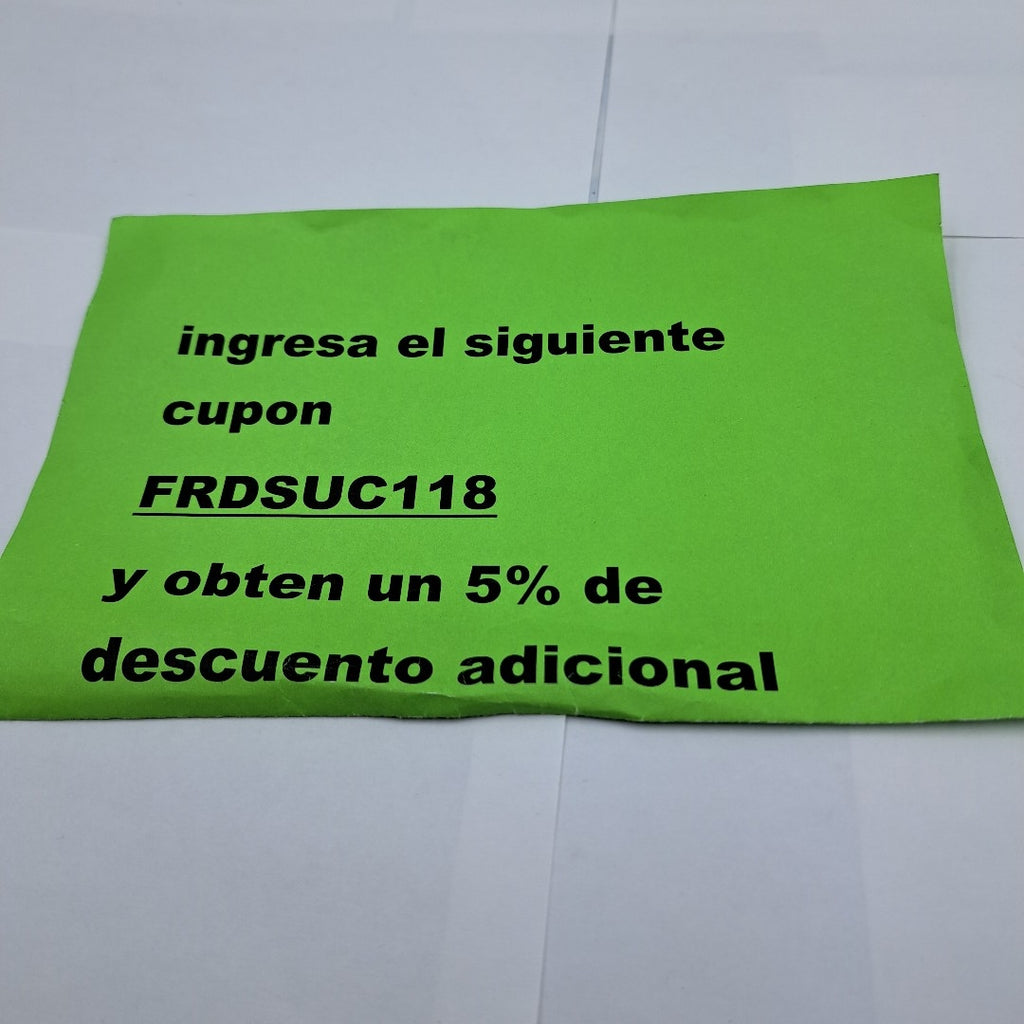 ingresa el siguiente
cupon
FRDSUC118
y obten un 5% de
descuento adicional